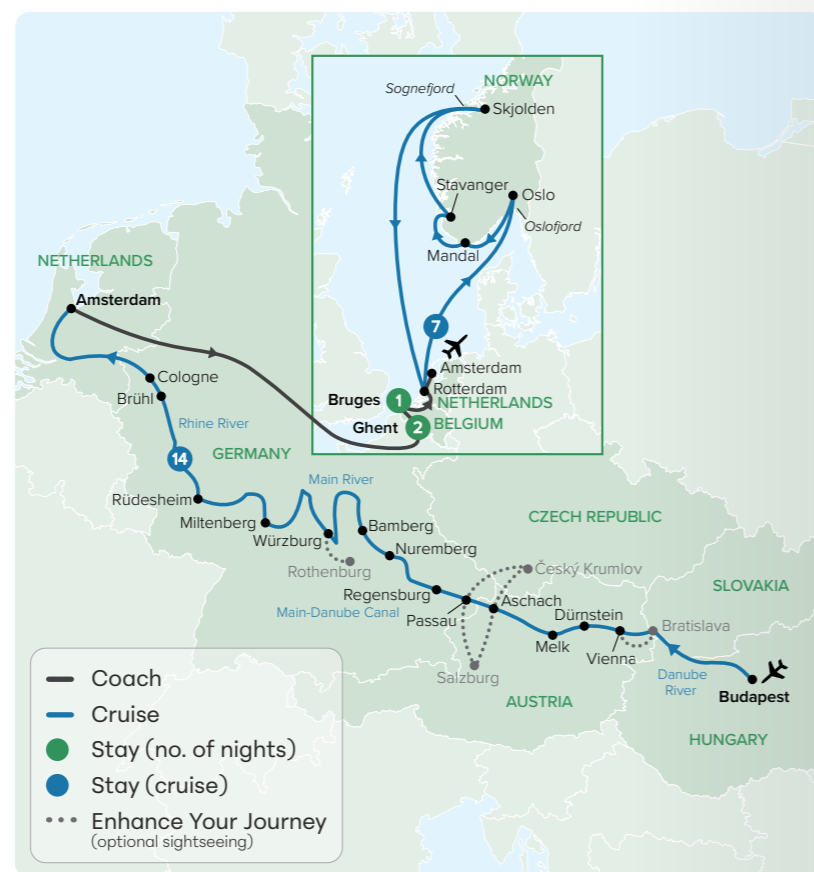 NORWAY
Sognefjord
Skjolden
Stavanger
Oslo
Oslofjord
Mandal
7
Amsterdam
Rotterdam
Bruges
1
NETHERLANDS
Ghent
2
BELGIUM
NETHERLANDS
Amsterdam
Cologne
Brühl
Rhine River
14
GERMANY
Rüdesheim
Main River
Miltenberg
Würzburg
Bamberg
Rothenburg
Nuremberg
CZECH REPUBLIC
Český Krumlov
Regensburg
Main-Danube Canal
Passau
Aschach
SLOVAKIA
Dürnstein
Bratislava
Melk
Vienna
Salzburg
Danube
River
Budapest
AUSTRIA
HUNGARY
Coach
Cruise
Stay (no. of nights)
Stay (cruise)
Enhance Your Journey
(optional sightseeing)